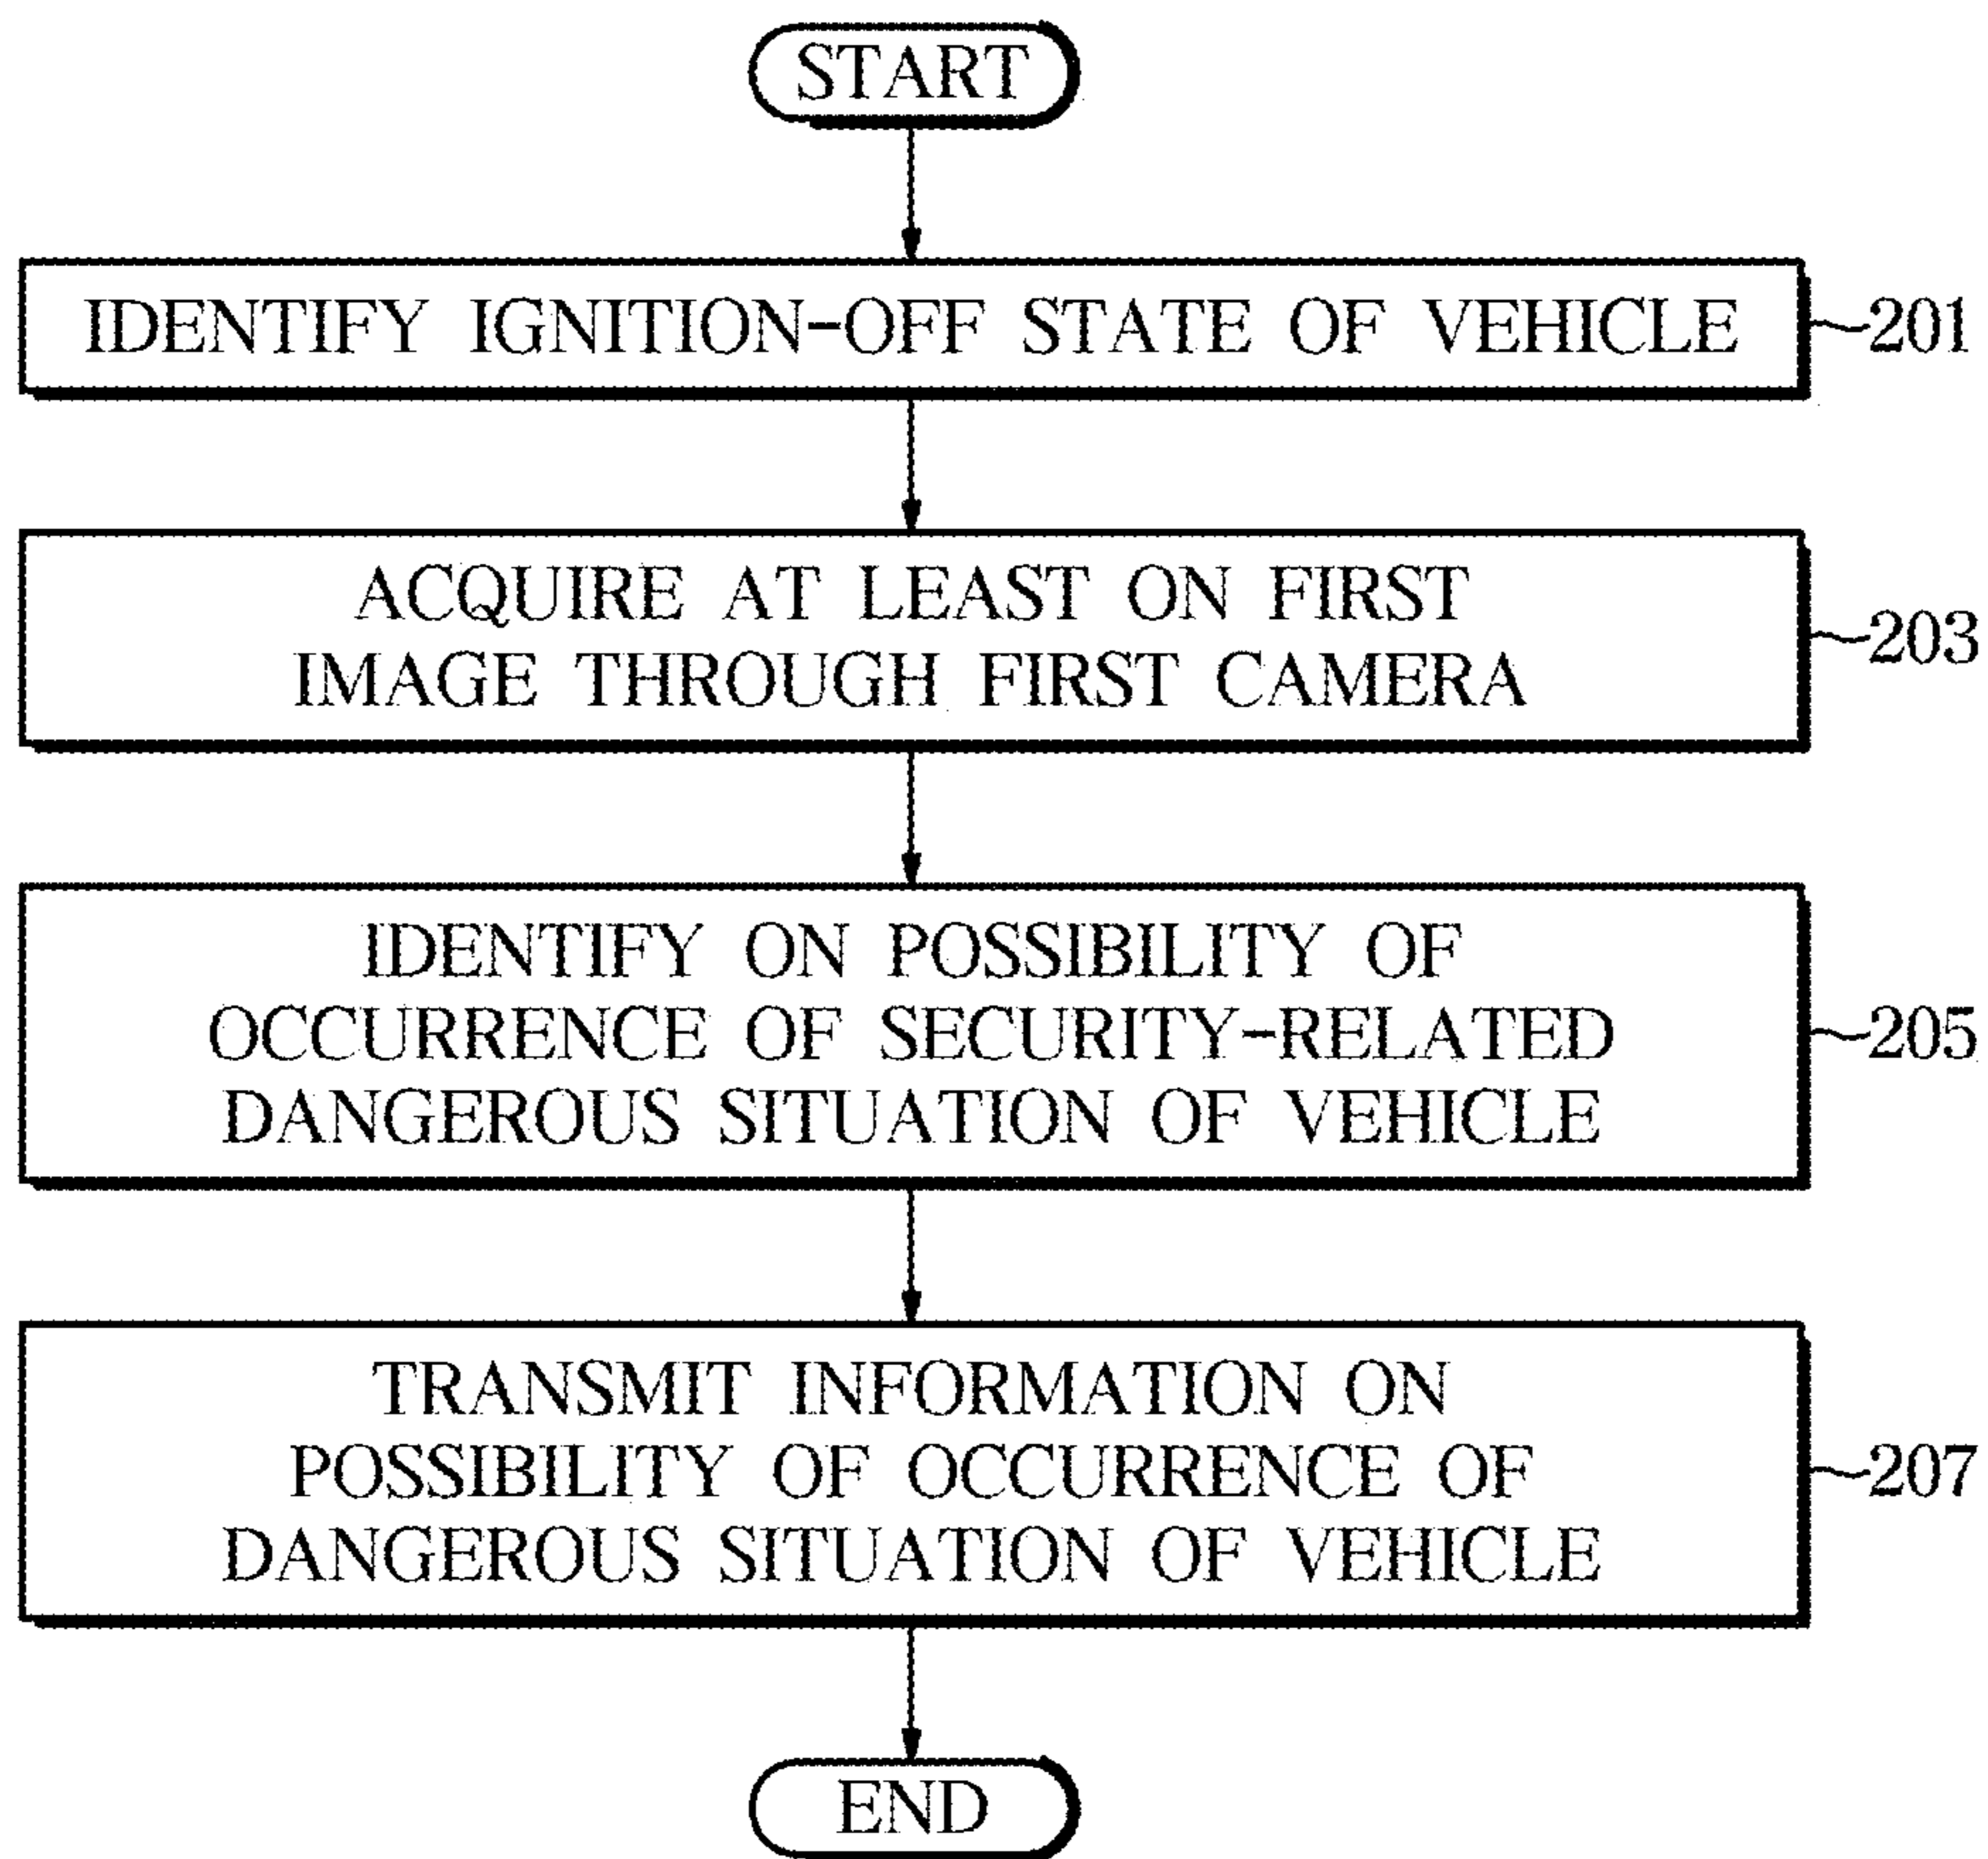 START
IDENTIFY IGNITION-OFF STATE OF VEHICLE
201
ACQUIRE AT LEAST ON FIRST
IMAGE THROUGH FIRST CAMERA
203
IDENTIFY ON POSSIBILITY OF
OCCURRENCE OF SECURITY-RELATED
DANGEROUS SITUATION OF VEHICLE
205
TRANSMIT INFORMATION ON
POSSIBILITY OF OCCURRENCE OF
DANGEROUS SITUATION OF VEHICLE
207
END